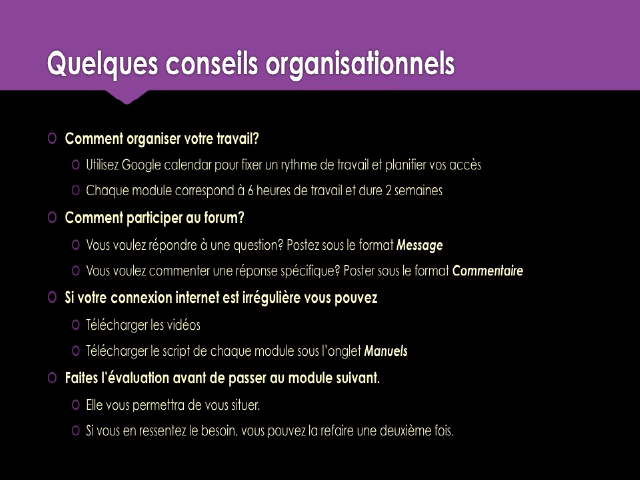 Quelques conseils organisationnels
Comment organiser votre travail?
Utilisez Google calendar pour fixer un rythme de travail et planifier vos accès
Chaque module correspond à 6 heures de travail et dure 2 semaines
Comment participer au forum?
Vous voulez répondre à une question? Postez sous le format Message
Vous voulez commenter une réponse spécifique? Poster sous le format Commentaire
Si votre connexion internet est irrégulière vous pouvez
Télécharger les vidéos
Télécharger le script de chaque module sous l'onglet Manuels
Faites l'évaluation avant de passer au module suivant.
Elle vous permettra de vous situer.
Si vous en ressentez le besoin, vous pouvez la refaire une deuxième fois.